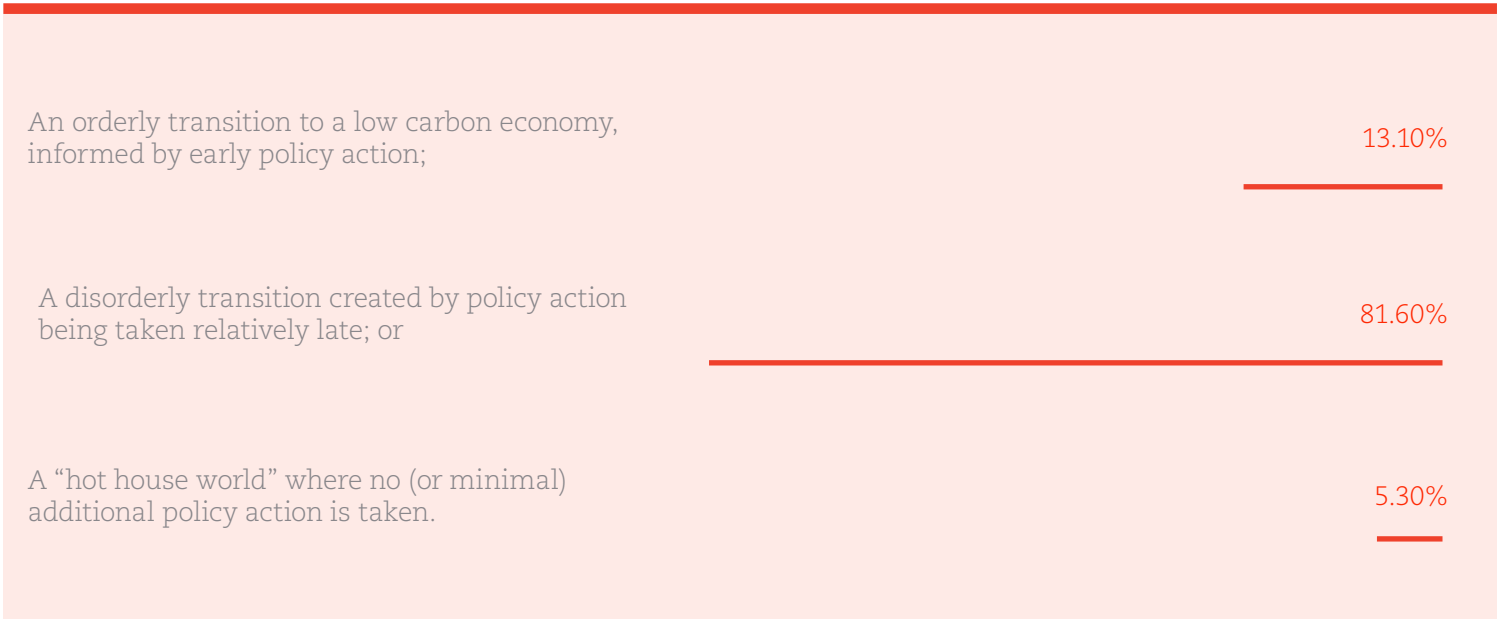 An orderly transition to a low carbon economy,
informed by early policy action;
13.10%
A disorderly transition created by policy action
being taken relatively late; or
81.60%
A “hot house world” where no (or minimal)
additional policy action is taken.
5.30%